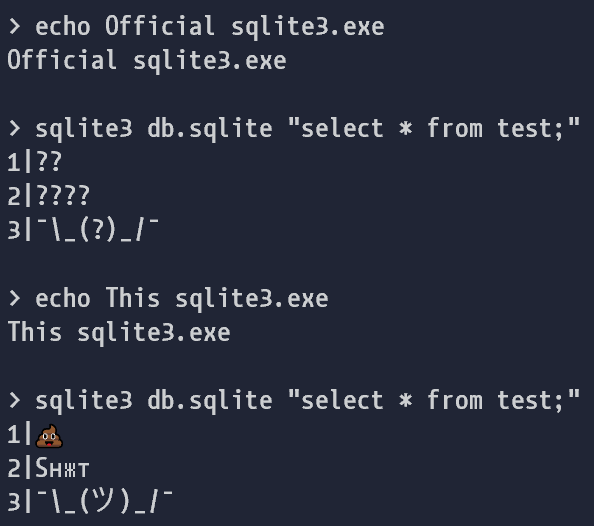 > echo Official sqlite3.exe
Official sqlite3.exe
> sqlite3 db.sqlite "select * from test;"
1|??
2|????
3|¯\_(?)_/¯
> echo This sqlite3.exe
This sqlite3.exe
> sqlite3 db.sqlite "select * from test;"
1|💩
2|Sнӝт
3|¯\_(ツ)_/¯